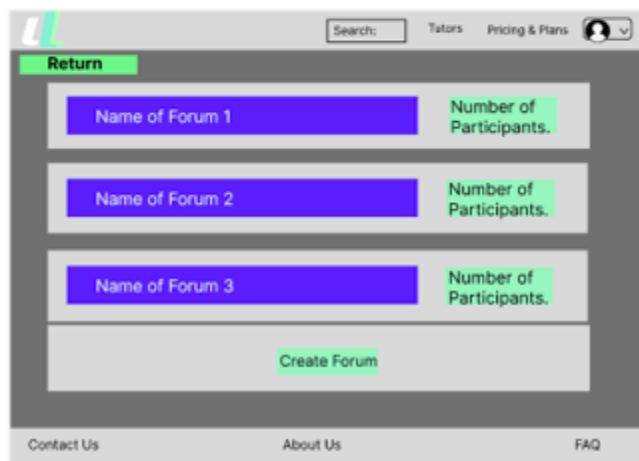 Search:
Tutors
Pricing & Plans
Return
Name of Forum 1
Number of
Participants.
Name of Forum 2
Number of
Participants.
Name of Forum 3
Number of
Participants.
Create Forum
Contact Us
About Us
FAQ